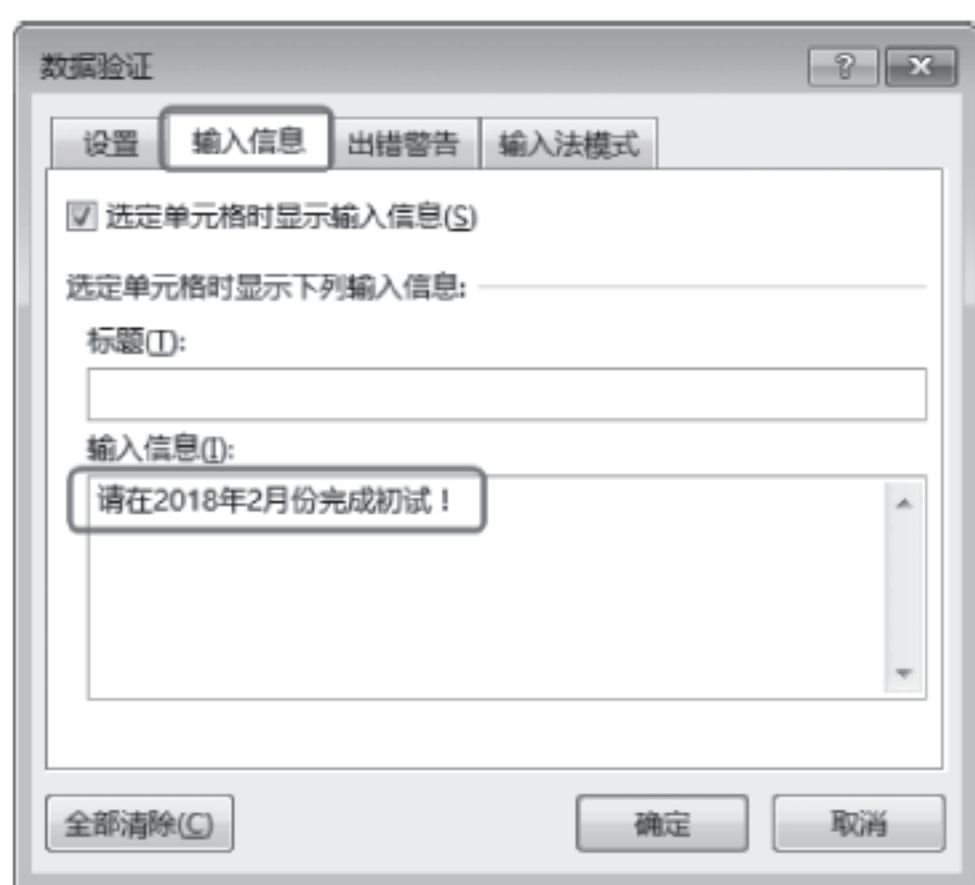 数据验证
设置 输入信息 出错警告 输入法模式
选定单元格时显示输入信息(S)
选定单元格时显示下列输入信息:
标题(T):
输入信息(I):
请在2018年2月份完成初试！
全部清除(C) 确定 取消